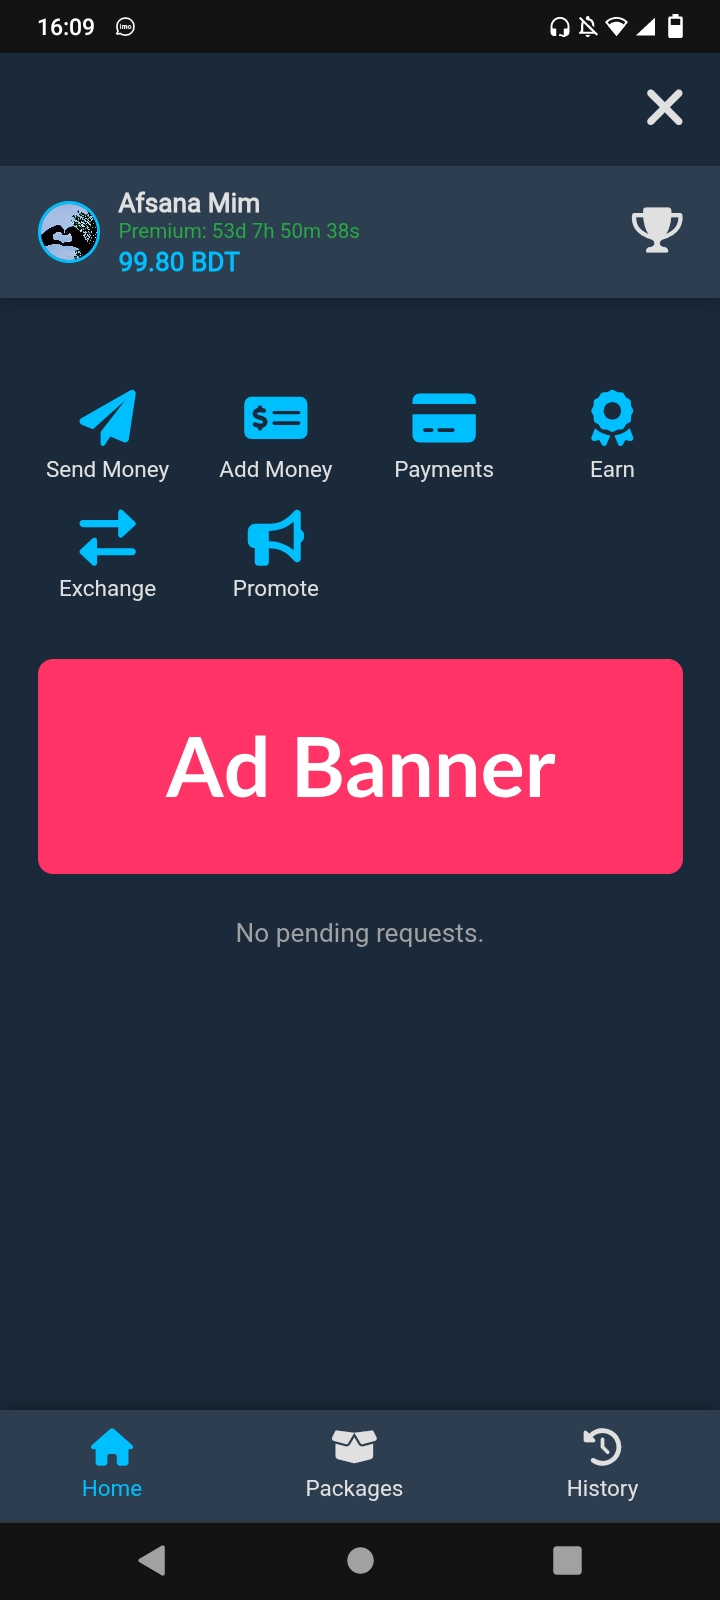 16:09
imo
Afsana Mim
Premium: 53d 7h 50m 38s
99.80 BDT
Send Money
Add Money
Payments
Earn
Exchange
Promote
Ad Banner
No pending requests.
Home
Packages
History